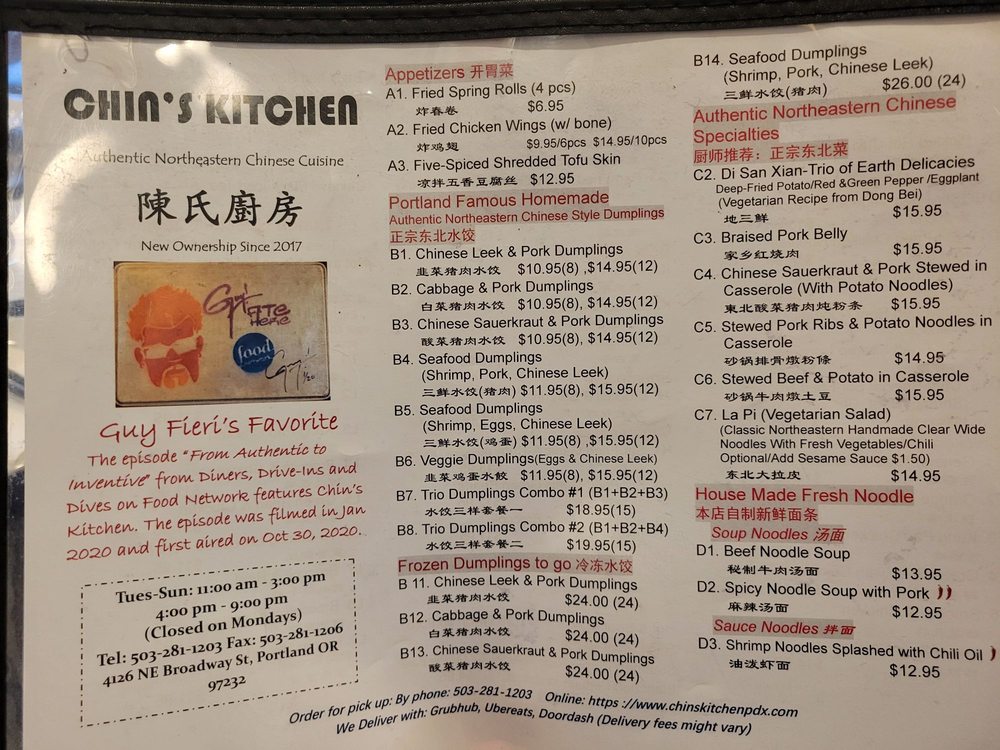 CHIN'S KITCHEN
Authentic Northeastern Chinese Cuisine
陳氏廚房
New Ownership Since 2017
food
Guy Fieri's Favorite
The episode "From Authentic to
Inventive" from Diners, Drive-Ins and
Dives on Food Network features Chin's
Kitchen. The episode was filmed in Jan
2020 and first aired on Oct 30, 2020.
Tues-Sun: 11:00 am - 3:00 pm
4:00 pm - 9:00 pm
(Closed on Mondays)
Tel: 503-281-1203 Fax: 503-281-1206
4126 NE Broadway St, Portland OR
97232
Appetizers 开胃菜
A1. Fried Spring Rolls (4 pcs)
炸春卷 $6.95
A2. Fried Chicken Wings (w/ bone)
炸鸡翅 $9.95/6pcs $14.95/10pcs
A3. Five-Spiced Shredded Tofu Skin
凉拌五香豆腐丝 $12.95
Portland Famous Homemade
Authentic Northeastern Chinese Style Dumplings
正宗东北水饺
B1. Chinese Leek & Pork Dumplings
韭菜猪肉水饺 $10.95(8) ,$14.95(12)
B2. Cabbage & Pork Dumplings
白菜猪肉水饺 $10.95(8), $14.95(12)
B3. Chinese Sauerkraut & Pork Dumplings
酸菜猪肉水饺 $10.95(8), $14.95(12)
B4. Seafood Dumplings
(Shrimp, Pork, Chinese Leek)
三鲜水饺(猪肉) $11.95(8), $15.95(12)
B5. Seafood Dumplings
(Shrimp, Eggs, Chinese Leek)
三鲜水饺(鸡蛋) $11.95(8) ,$15.95(12)
B6. Veggie Dumplings(Eggs & Chinese Leek)
韭菜鸡蛋水餃 $11.95(8), $15.95(12)
B7. Trio Dumplings Combo #1 (B1+B2+B3)
水饺三样套餐一 $18.95(15)
B8. Trio Dumplings Combo #2 (B1+B2+B4)
水饺三样套餐二 $19.95(15)
Frozen Dumplings to go 冷冻水饺
B 11. Chinese Leek & Pork Dumplings
韭菜猪肉水饺 $24.00 (24)
B12. Cabbage & Pork Dumplings
白菜猪肉水饺 $24.00 (24)
B13. Chinese Sauerkraut & Pork Dumplings
酸菜猪肉水饺 $24.00 (24)
B14. Seafood Dumplings
(Shrimp, Pork, Chinese Leek)
三鲜水饺(猪肉) $26.00 (24)
Authentic Northeastern Chinese
Specialties
厨师推荐：正宗东北菜
C2. Di San Xian-Trio of Earth Delicacies
Deep-Fried Potato/Red &Green Pepper /Eggplant
(Vegetarian Recipe from Dong Bei)
地三鲜 $15.95
C3. Braised Pork Belly
家乡红烧肉 $15.95
C4. Chinese Sauerkraut & Pork Stewed in
Casserole (With Potato Noodles)
東北酸菜猪肉炖粉条 $15.95
C5. Stewed Pork Ribs & Potato Noodles in
Casserole
砂锅排骨燉粉條 $14.95
C6. Stewed Beef & Potato in Casserole
砂锅牛肉燉土豆 $15.95
C7. La Pi (Vegetarian Salad)
(Classic Northeastern Handmade Clear Wide
Noodles With Fresh Vegetables/Chili
Optional/Add Sesame Sauce $1.50)
东北大拉皮 $14.95
House Made Fresh Noodle
本店自制新鲜面条
Soup Noodles 汤面
D1. Beef Noodle Soup
秘制牛肉汤面 $13.95
D2. Spicy Noodle Soup with Pork
麻辣汤面 $12.95
Sauce Noodles 拌面
D3. Shrimp Noodles Splashed with Chili Oil
油泼虾面 $12.95
Order for pick up: By phone: 503-281-1203 Online: https ://www.chinskitchenpdx.com
We Deliver with: Grubhub, Ubereats, Doordash (Delivery fees might vary)